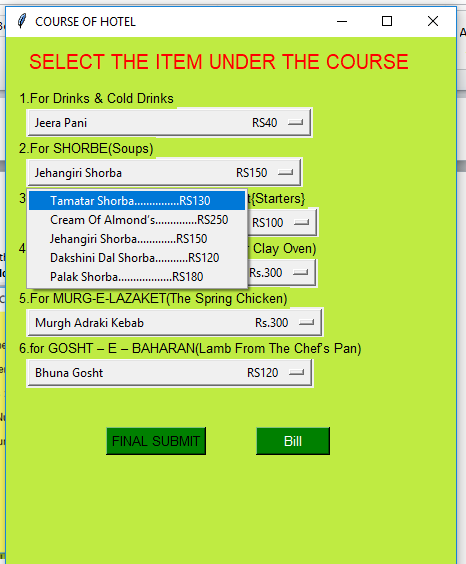 COURSE OF HOTEL
SELECT THE ITEM UNDER THE COURSE
1.For Drinks & Cold Drinks
Jeera Pani RS40
2.For SHORBE(Soups)
Jehangiri Shorba RS150
Tamatar Shorba...............RS130
Cream Of Almond's..............RS250
Jehangiri Shorba.............RS150
Dakshini Dal Shorba...........RS120
Palak Shorba..................RS180
3 t{Starters}
RS100
4 Clay Oven)
Rs.300
5.For MURG-E-LAZAKET(The Spring Chicken)
Murgh Adraki Kebab Rs.300
6.for GOSHT – E – BAHARAN(Lamb From The Chef's Pan)
Bhuna Gosht RS120
FINAL SUBMIT Bill